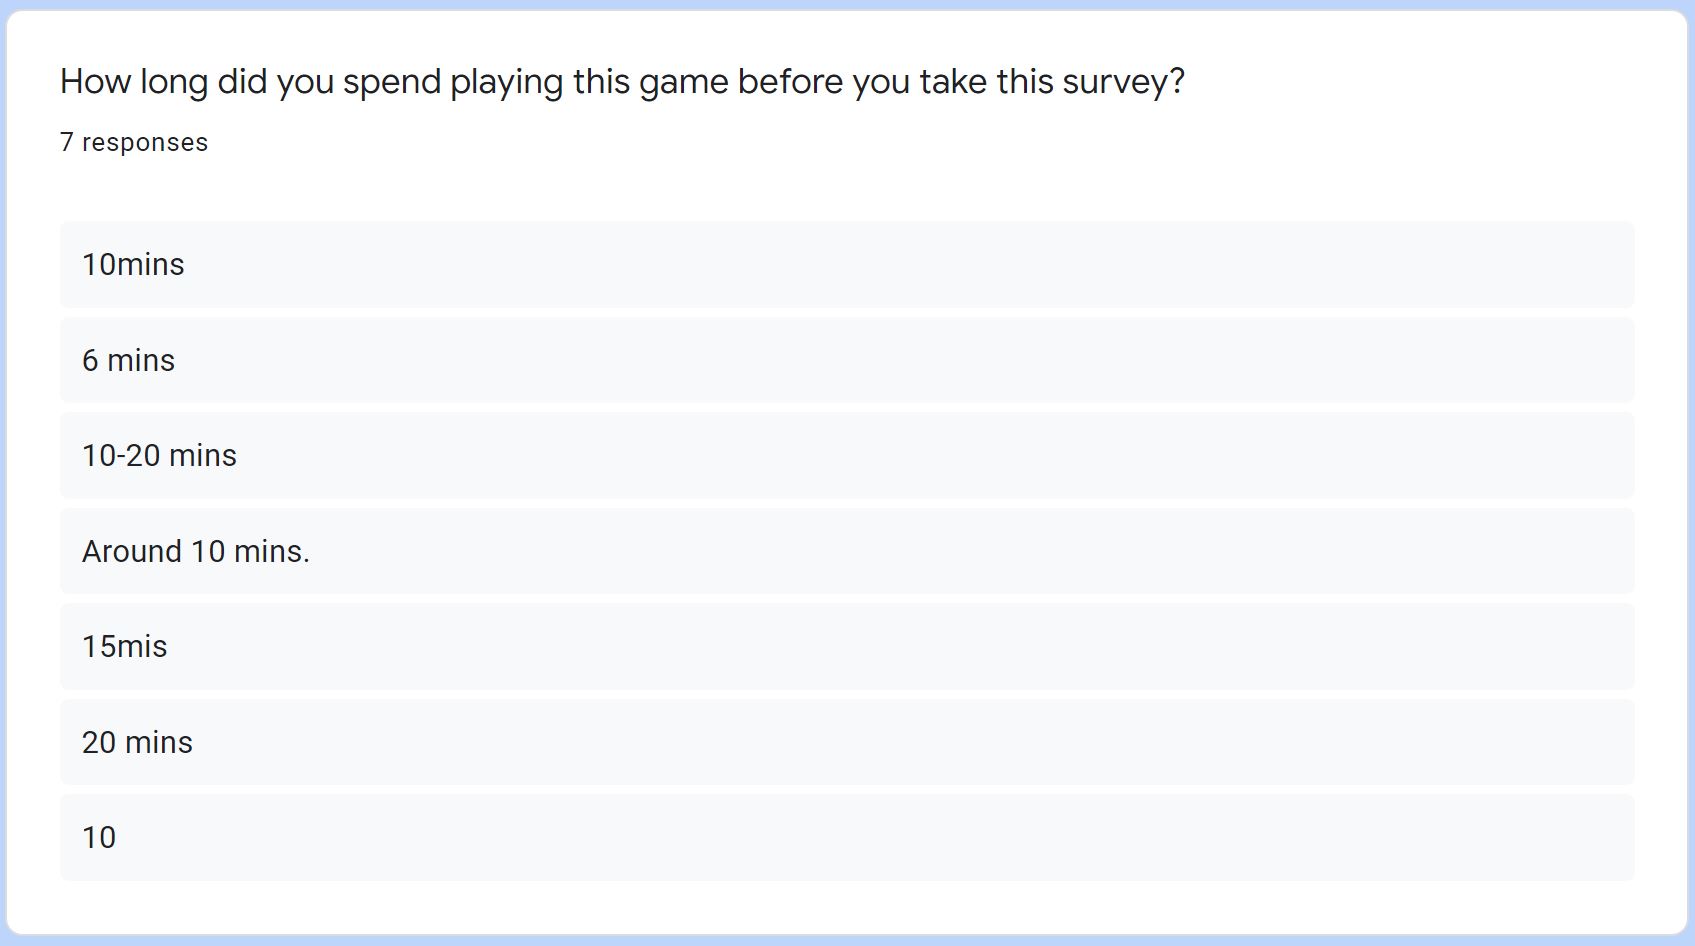 How long did you spend playing this game before you take this survey?
7 responses
10mins
6 mins
10-20 mins
Around 10 mins.
15mis
20 mins
10